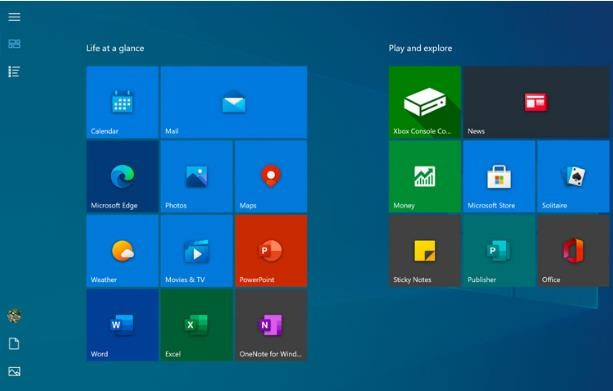 Life at a glance
Play and explore
Calendar
Mail
Xbox Console Co...
News
Microsoft Edge
Photos
Maps
Money
Microsoft Store
Solitaire
Weather
Movies & TV
PowerPoint
Sticky Notes
Publisher
Office
Word
Excel
OneNote for Wind...